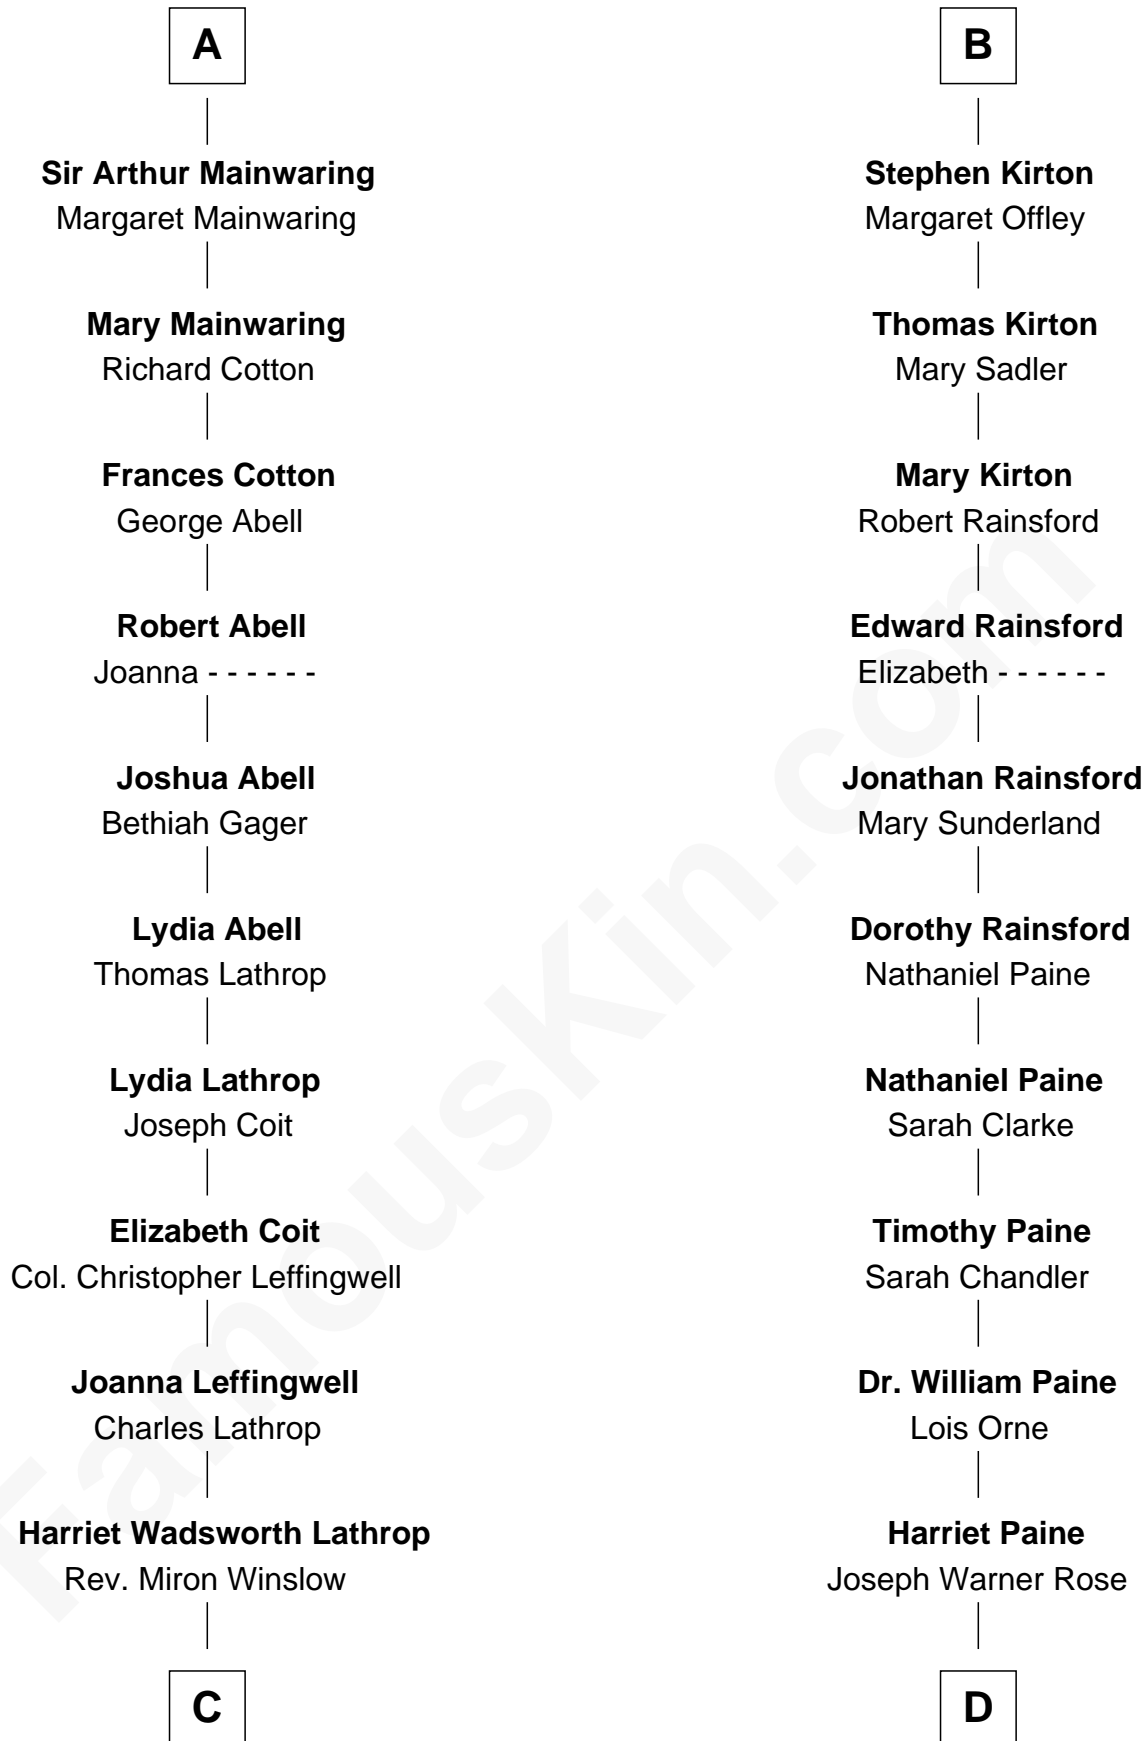 A
Sir Arthur Mainwaring
Margaret Mainwaring
Mary Mainwaring
Richard Cotton
Frances Cotton
George Abell
Robert Abell
Joanna - - - - - -
Joshua Abell
Bethiah Gager
Lydia Abell
Thomas Lathrop
Lydia Lathrop
Joseph Coit
Elizabeth Coit
Col. Christopher Leffingwell
Joanna Leffingwell
Charles Lathrop
Harriet Wadsworth Lathrop
Rev. Miron Winslow
C
B
Stephen Kirton
Margaret Offley
Thomas Kirton
Mary Sadler
Mary Kirton
Robert Rainsford
Edward Rainsford
Elizabeth - - - - - -
Jonathan Rainsford
Mary Sunderland
Dorothy Rainsford
Nathaniel Paine
Nathaniel Paine
Sarah Clarke
Timothy Paine
Sarah Chandler
Dr. William Paine
Lois Orne
Harriet Paine
Joseph Warner Rose
D
FamousKin.com